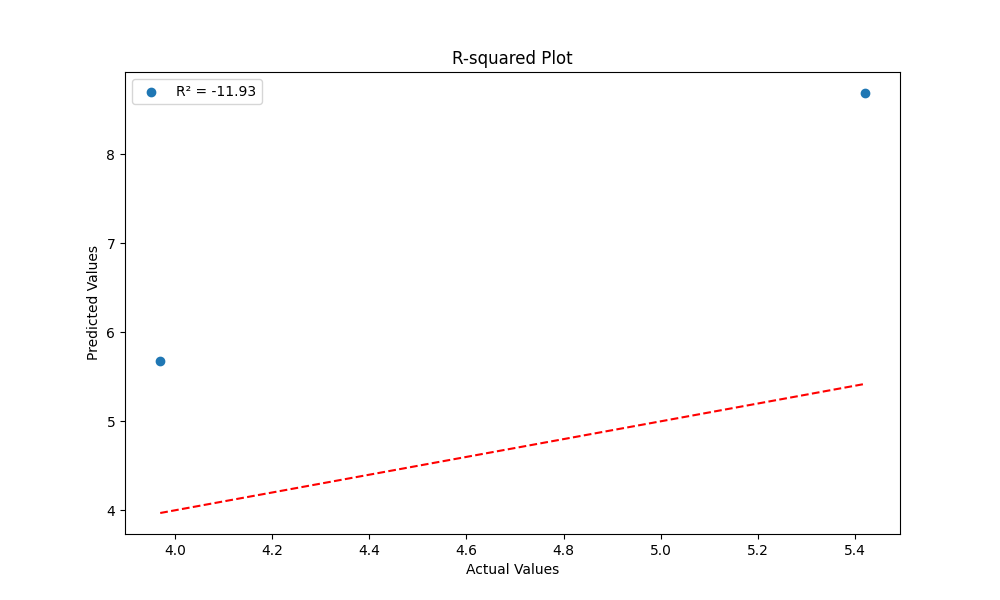 R-squared Plot
R² = -11.93
8
7
6
5
4
Predicted Values
4.0 4.2 4.4 4.6 4.8 5.0 5.2 5.4
Actual Values